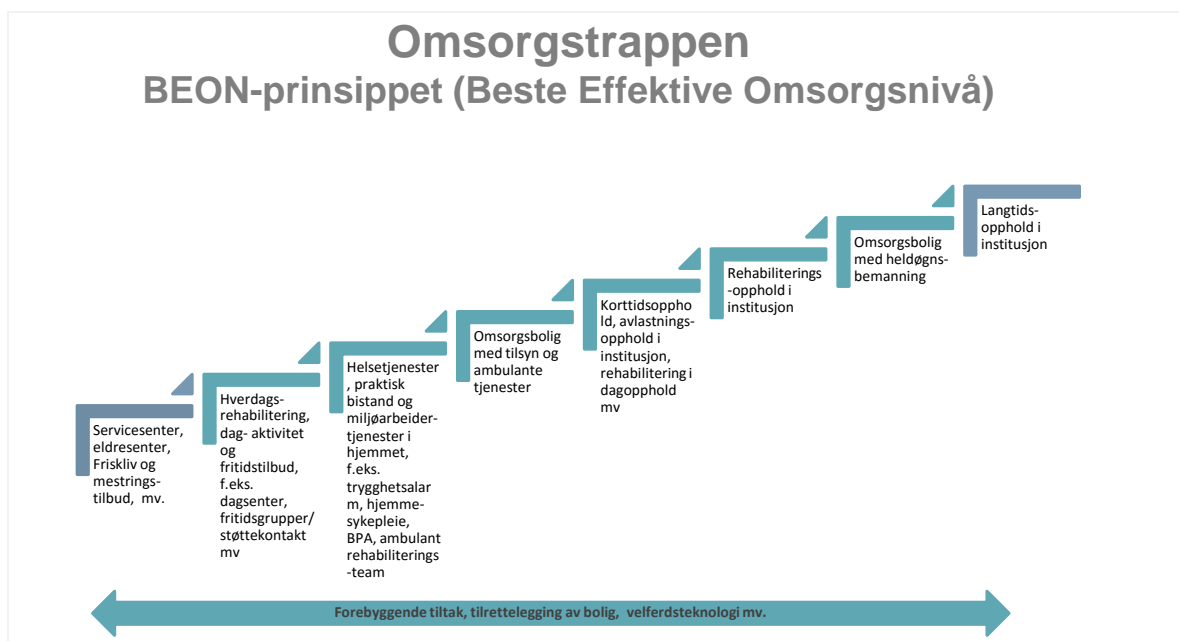 Omsorgstrappen
BEON-prinsippet (Beste Effektive Omsorgsnivå)
Servicesenter,
eldresenter,
Friskliv og
mestrings-
tilbud, mv.
Hverdags-
rehabilitering,
dag- aktivitet
og
fritidstilbud,
f.eks.
dagsenter,
fritidsgrupper/
støttekontakt
mv
Helsetjenester
, praktisk
bistand og
miljøarbeider-
tjenester i
hjemmet,
f.eks.
trygghetsalar
m, hjemme-
sykepleie,
BPA, ambulant
rehabiliterings
-team
Omsorgsbolig
med tilsyn og
ambulante
tjenester
Korttidsoppho
ld, avlastnings-
opphold i
institusjon,
rehabilitering i
dagopphold
mv
Rehabiliterings
-opphold i
institusjon
Omsorgsbolig
med heldøgns-
bemanning
Langtids-
opphold i
institusjon
Forebyggende tiltak, tilrettelegging av bolig, velferdsteknologi mv.